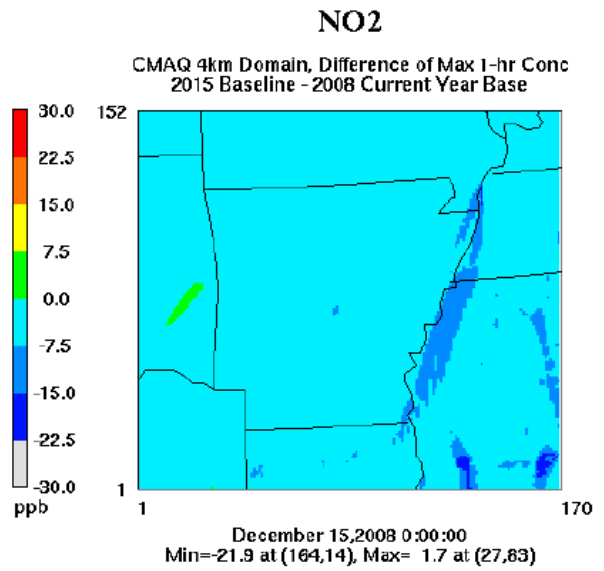 NO2
CMAQ 4km Domain, Difference of Max 1-hr Conc
2015 Baseline - 2008 Current Year Base
152
30.0
22.5
15.0
7.5
0.0
-7.5
-15.0
-22.5
-30.0
ppb
1
1
170
December 15,2008 0:00:00
Min=-21.9 at (164,14), Max= 1.7 at (27,83)